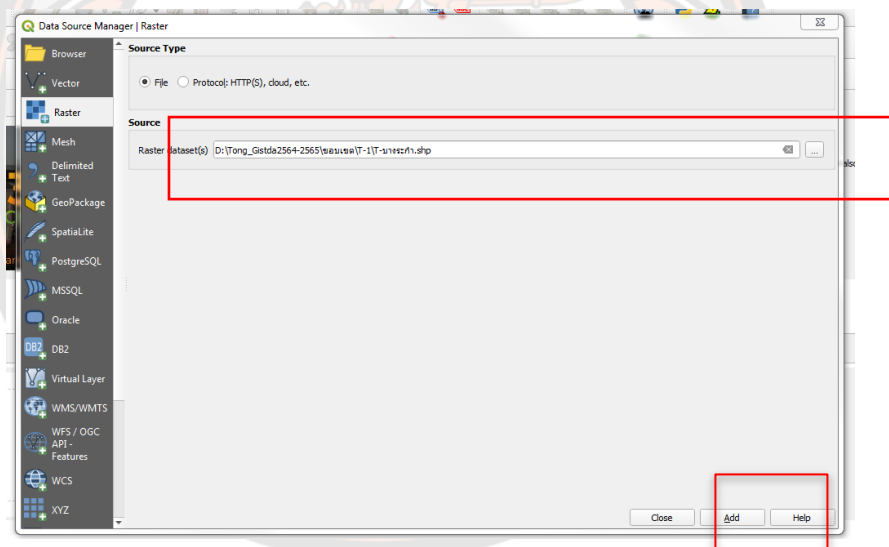 Data Source Manager | Raster
Browser
Vector
Raster
Mesh
Delimited
Text
GeoPackage
SpatiaLite
PostgreSQL
MSSQL
Oracle
DB2
DB2
Virtual Layer
WMS/WMTS
WFS / OGC
API -
Features
WCS
XYZ
Source Type
File Protocol: HTTP(S), cloud, etc.
Source
Raster dataset(s) D:\Tong_Gistda2564-2565\ขอบเขต\T-1\T-บางระกำ.shp ...
Close Add Help